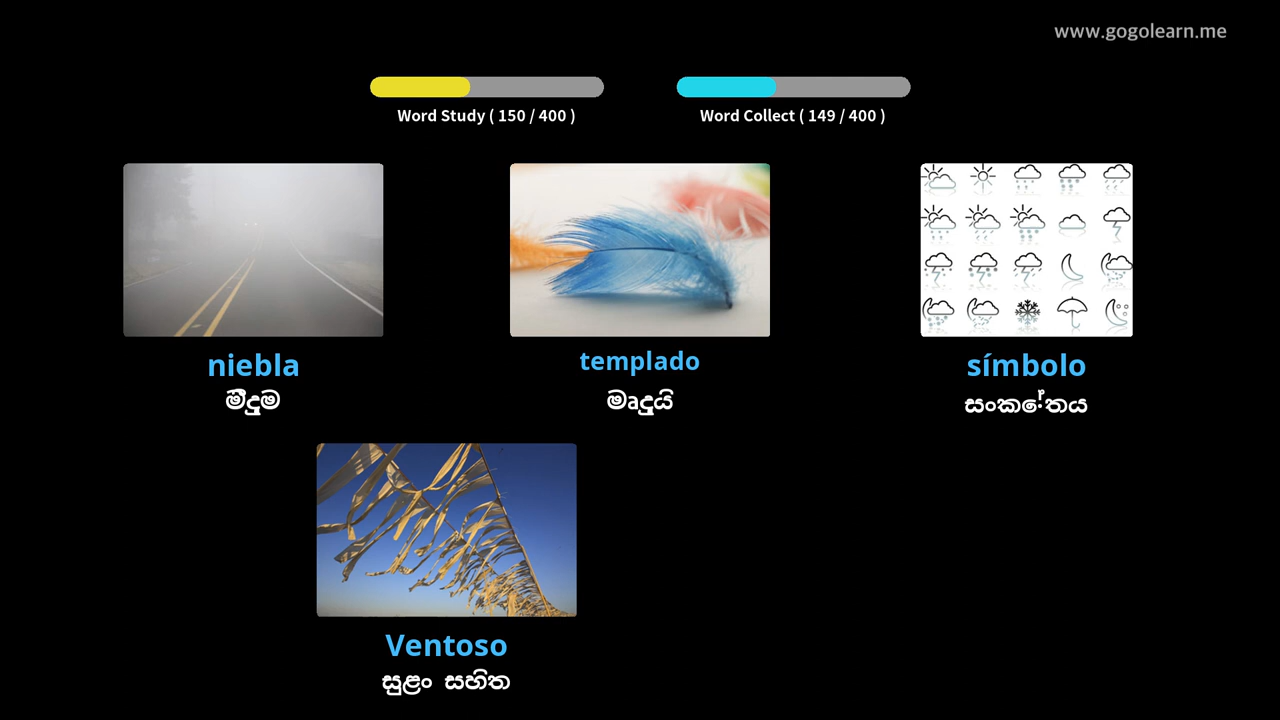 www.gogolearn.me
Word Study ( 150 / 400 )
Word Collect ( 149 / 400 )
niebla
මීදුම
templado
මෘදුයි
símbolo
සංකේතය
Ventoso
සුළං සහිත